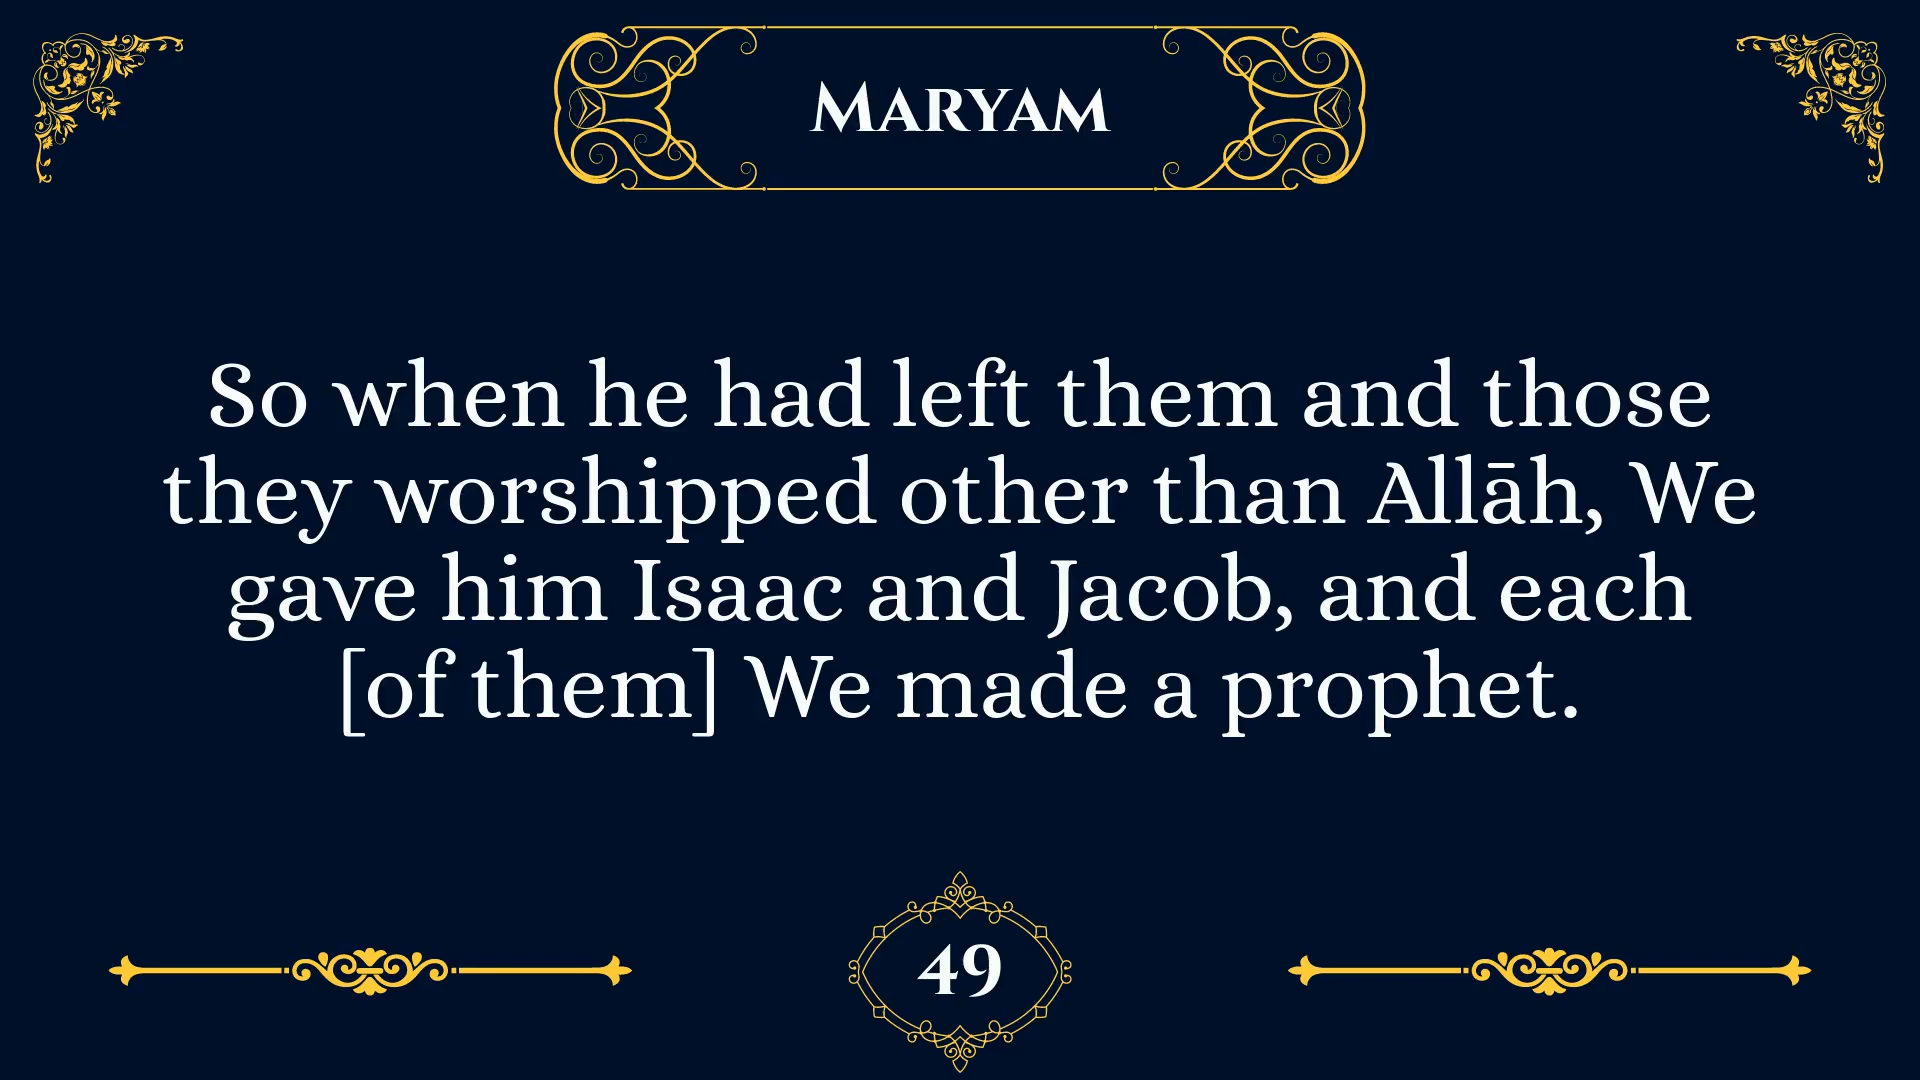 Maryam
So when he had left them and those
they worshipped other than Allāh, We
gave him Isaac and Jacob, and each
[of them] We made a prophet.
49